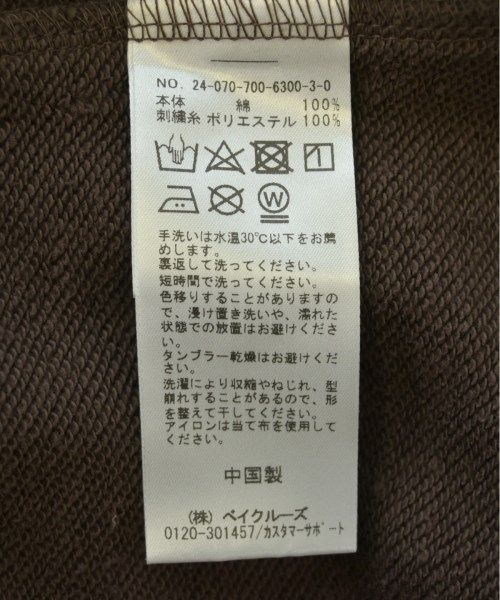 NO. 24-070-700-6300-3-0
本体 綿 100%
刺繍糸 ポリエステル 100%
手洗いは水温30℃以下をお薦
めします。
裏返して洗ってください。
短時間で洗ってください。
色移りすることがありますの
で、浸け置き洗いや、濡れた
状態での放置はお避けくださ
い。
タンブラー乾燥はお避けくだ
さい。
洗濯により収縮やねじれ、型
崩れすることがあるので、形
を整えて干してください。
アイロンは当て布を使用して
ください。
中国製
(株) ベイクルーズ
0120-301457/カスタマーサポート